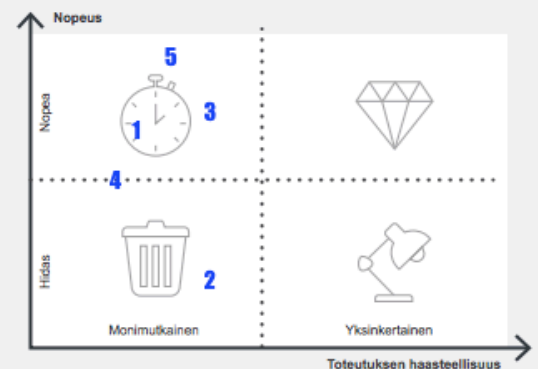 Nopeus
5
Nopea
1
3
4
Hidas
2
Monimutkainen
Yksinkertainen
Toteutuksen haasteellisuus